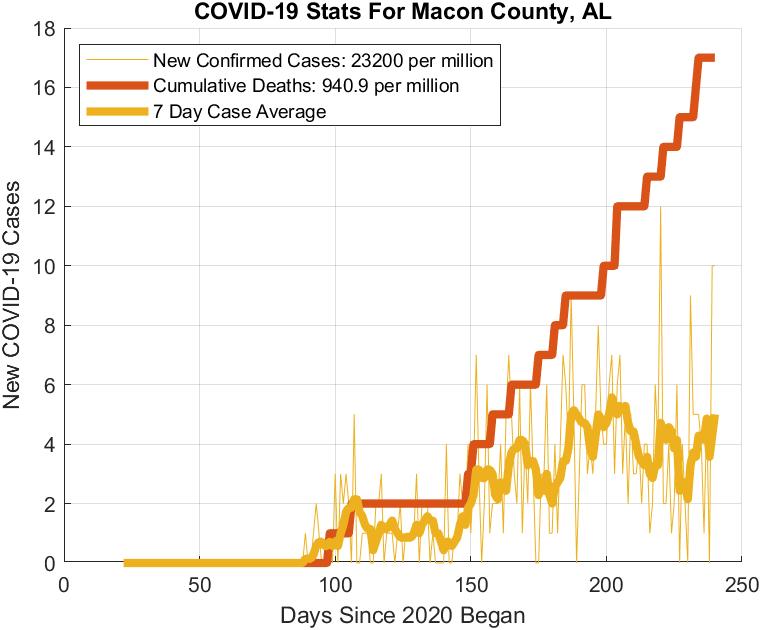 COVID-19 Stats For Macon County, AL
New Confirmed Cases: 23200 per million
Cumulative Deaths: 940.9 per million
7 Day Case Average
New COVID-19 Cases
18
16
14
12
10
8
6
4
2
0
0 50 100 150 200 250
Days Since 2020 Began